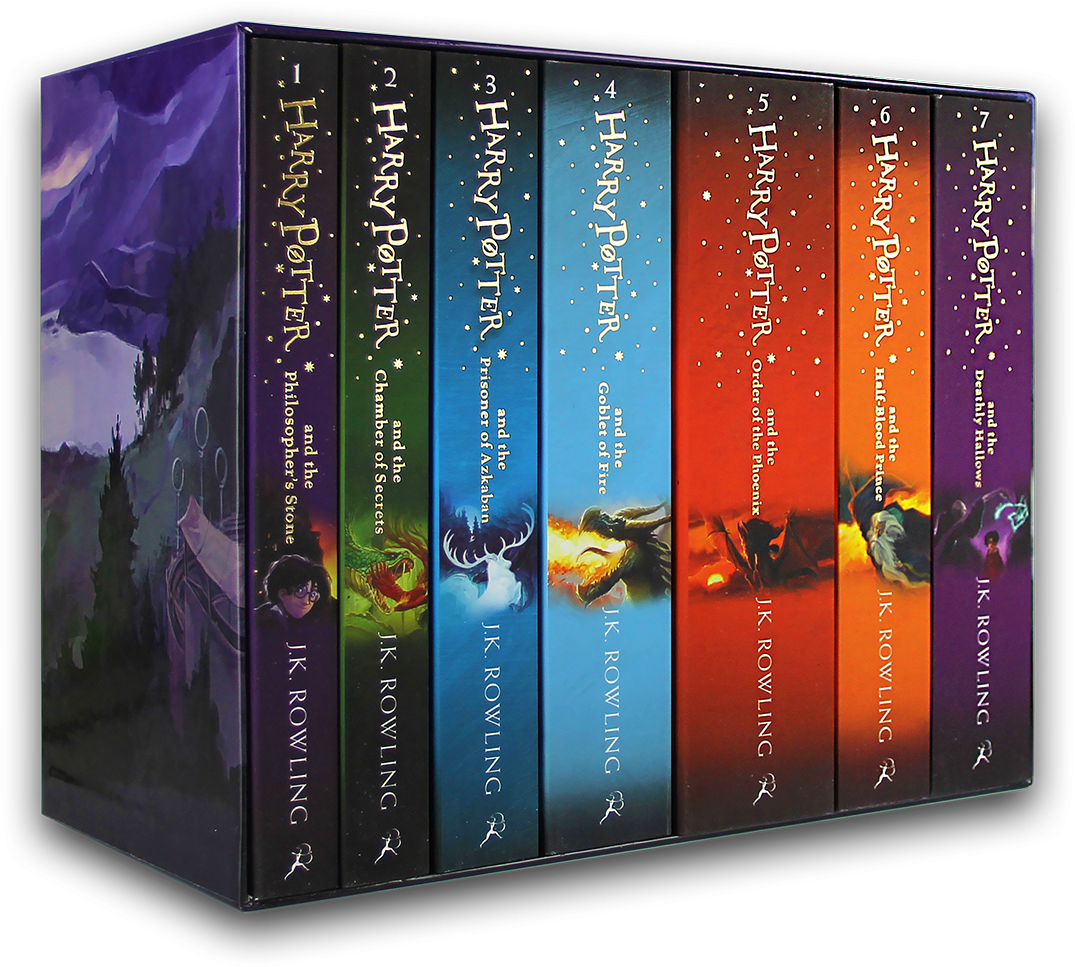 1
HARRY POTTER
and the
Philosopher's Stone
J.K. ROWLING
2
HARRY POTTER
and the
Chamber of Secrets
J.K. ROWLING
3
HARRY POTTER
and the
Prisoner of Azkaban
J.K. ROWLING
4
HARRY POTTER
and the
Goblet of Fire
J.K. ROWLING
5
HARRY POTTER
and the
Order of the Phoenix
J.K. ROWLING
6
HARRY POTTER
and the
Half-Blood Prince
J.K. ROWLING
7
HARRY POTTER
and the
Deathly Hallows
J.K. ROWLING